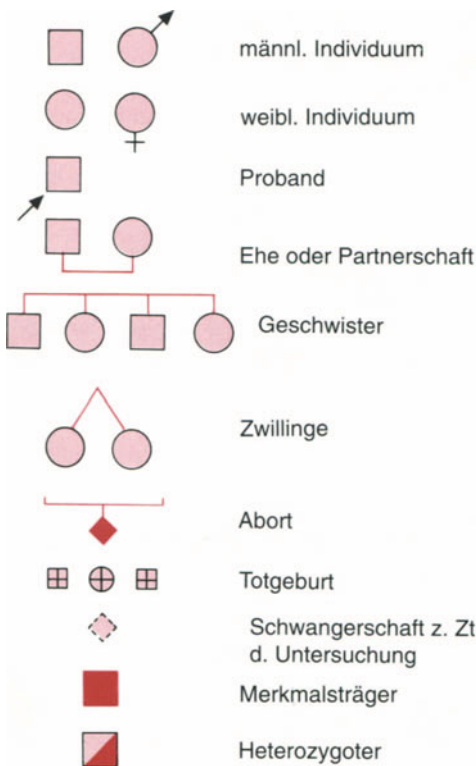 männl. Individuum
weibl. Individuum
Proband
Ehe oder Partnerschaft
Geschwister
Zwillinge
Abort
Totgeburt
Schwangerschaft z. Zt
d. Untersuchung
Merkmalsträger
Heterozygoter